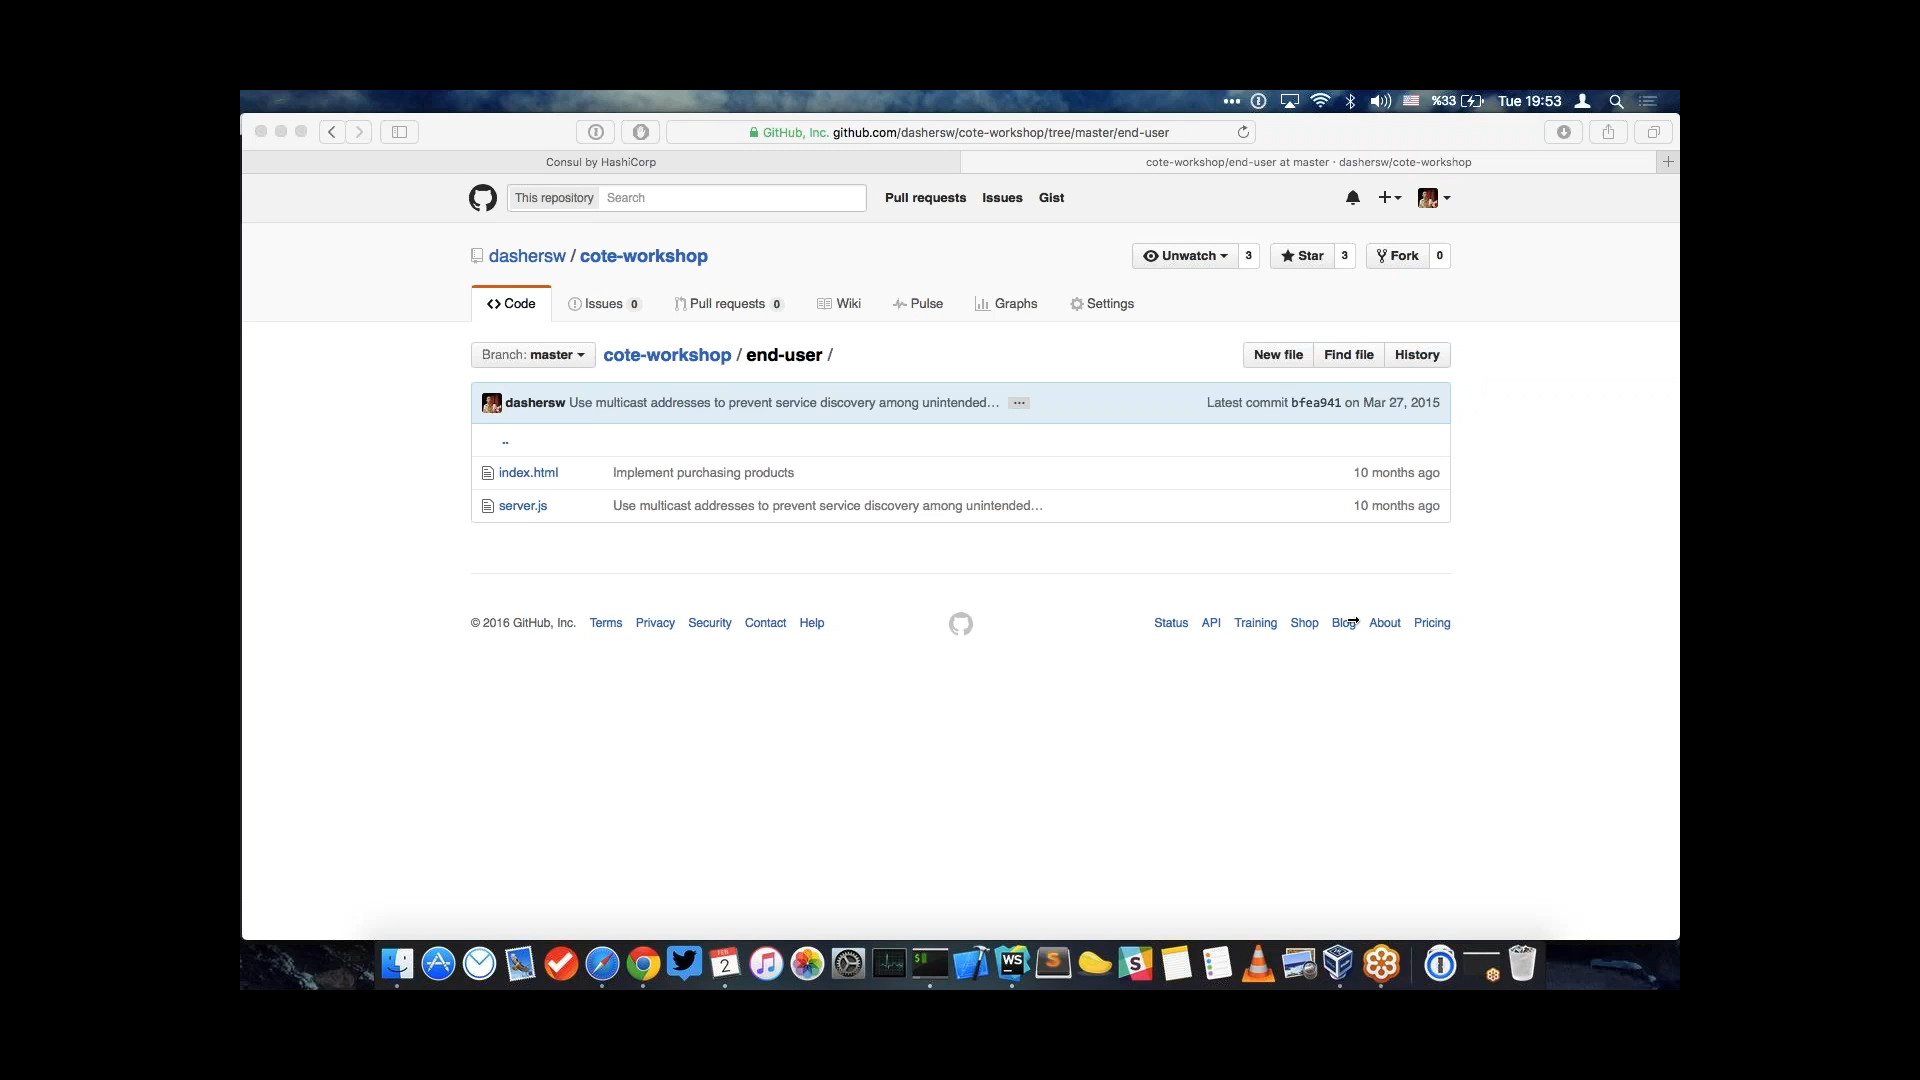 %33 Tue 19:53
GitHub, Inc. github.com/dashersw/cote-workshop/tree/master/end-user
Consul by HashiCorp cote-workshop/end-user at master · dashersw/cote-workshop
This repository Search Pull requests Issues Gist
dashersw / cote-workshop Unwatch 3 Star 3 Fork 0
Code Issues 0 Pull requests 0 Wiki Pulse Graphs Settings
Branch: master cote-workshop / end-user / New file Find file History
dashersw Use multicast addresses to prevent service discovery among unintended… … Latest commit bfea941 on Mar 27, 2015
..
index.html Implement purchasing products 10 months ago
server.js Use multicast addresses to prevent service discovery among unintended… 10 months ago
© 2016 GitHub, Inc. Terms Privacy Security Contact Help Status API Training Shop Blog About Pricing
FEB
2
$
WS
S
S